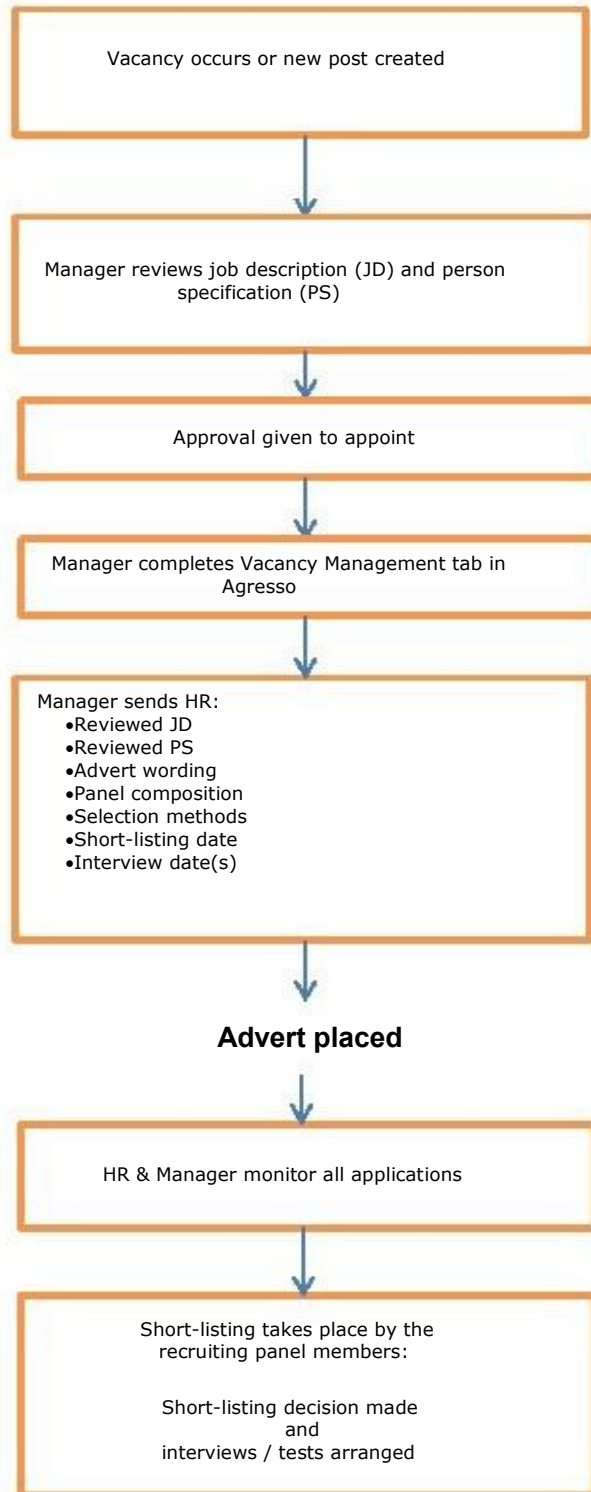 Vacancy occurs or new post created
Manager reviews job description (JD) and person
specification (PS)
Approval given to appoint
Manager completes Vacancy Management tab in
Agresso
Manager sends HR:
•Reviewed JD
•Reviewed PS
•Advert wording
•Panel composition
•Selection methods
•Short-listing date
•Interview date(s)
Advert placed
HR & Manager monitor all applications
Short-listing takes place by the
recruiting panel members:
Short-listing decision made
and
interviews / tests arranged